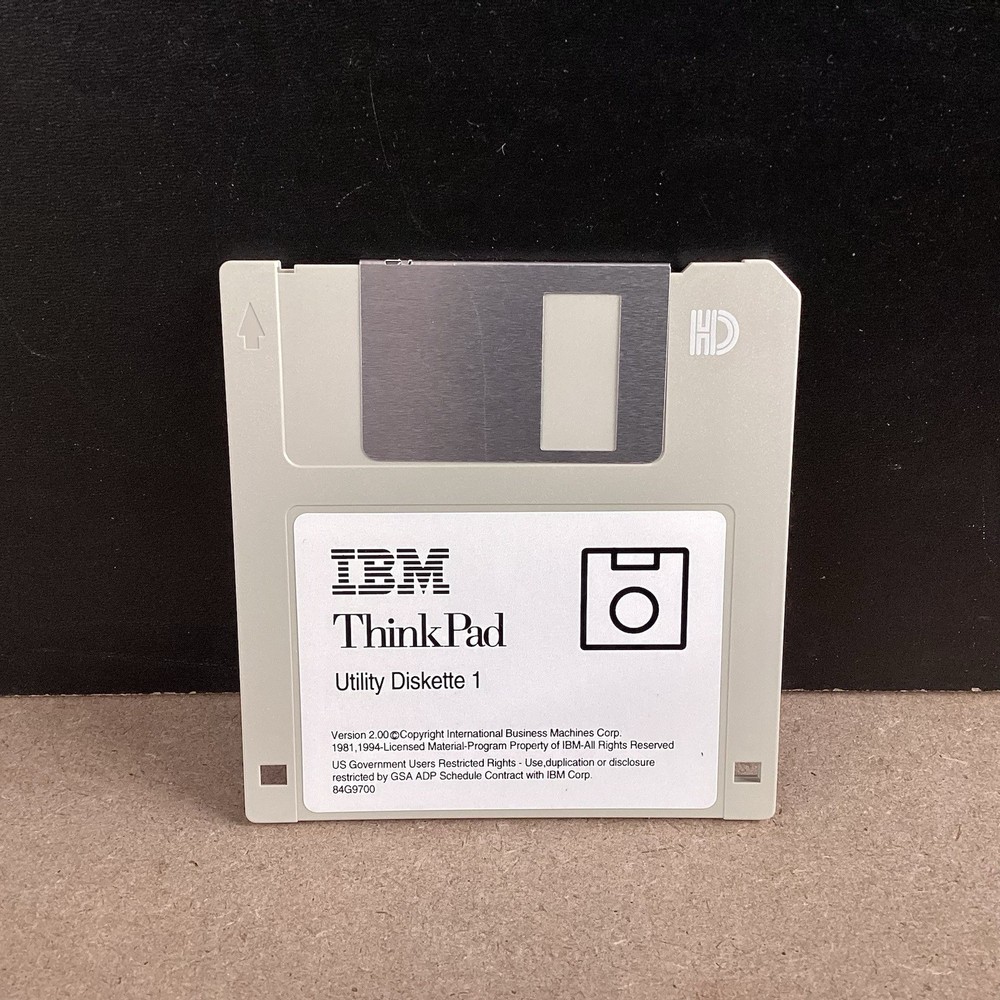 HD
IBM
ThinkPad
Utility Diskette 1
Version 2.00©Copyright International Business Machines Corp.
1981,1994-Licensed Material-Program Property of IBM-All Rights Reserved
US Government Users Restricted Rights - Use,duplication or disclosure
restricted by GSA ADP Schedule Contract with IBM Corp.
84G9700